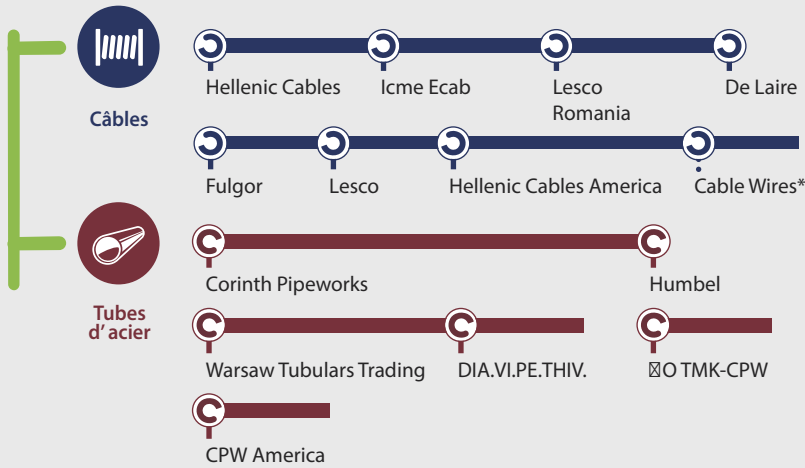 Câbles
Hellenic Cables
Icme Ecab
Lesco
Romania
De Laire
Fulgor
Lesco
Hellenic Cables America
Cable Wires*
Tubes
d’ acier
Corinth Pipeworks
Humbel
Warsaw Tubulars Trading
DIA.VI.PE.THIV.
TMK-CPW
CPW America